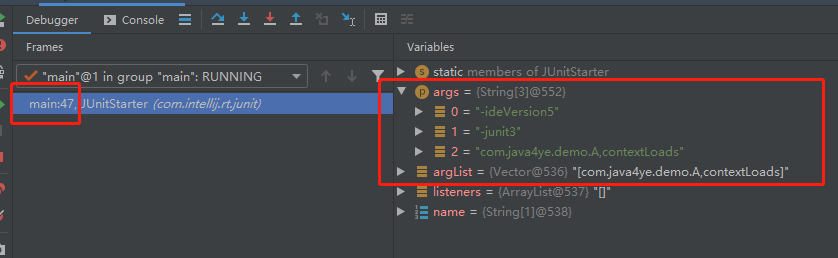 Debugger
Console
Frames
Variables
"main"@1 in group "main": RUNNING
main:47, JUnitStarter (com.intellij.rt.junit)
s static members of JUnitStarter
p args = {String[3]@552}
0 = "-ideVersion5"
1 = "-junit3"
2 = "com.java4ye.demo.A,contextLoads"
argList = {Vector@536} "[com.java4ye.demo.A,contextLoads]"
listeners = {ArrayList@537} "[]"
name = {String[1]@538}